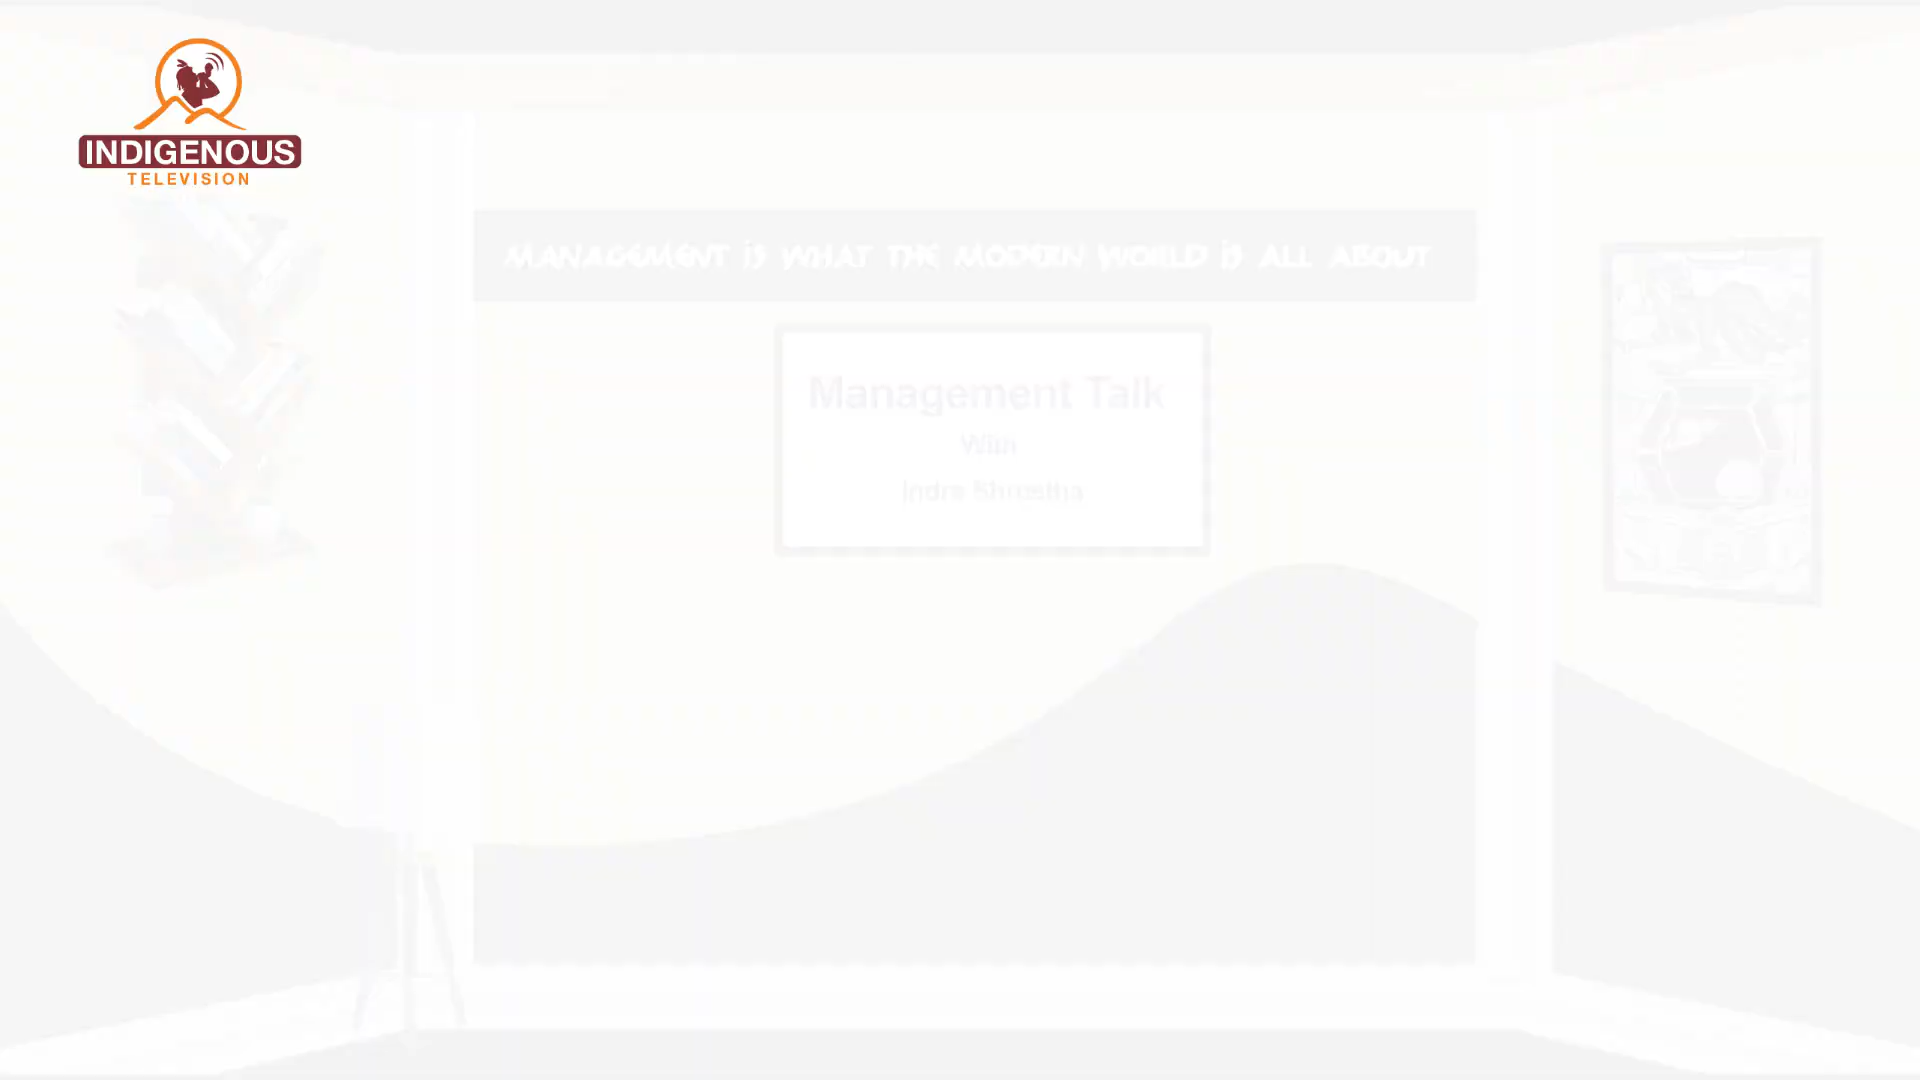 INDIGENOUS
TELEVISION
MANAGEMENT IS WHAT THE MODERN WORLD IS ALL ABOUT
Management Talk
With
Indra Shrestha